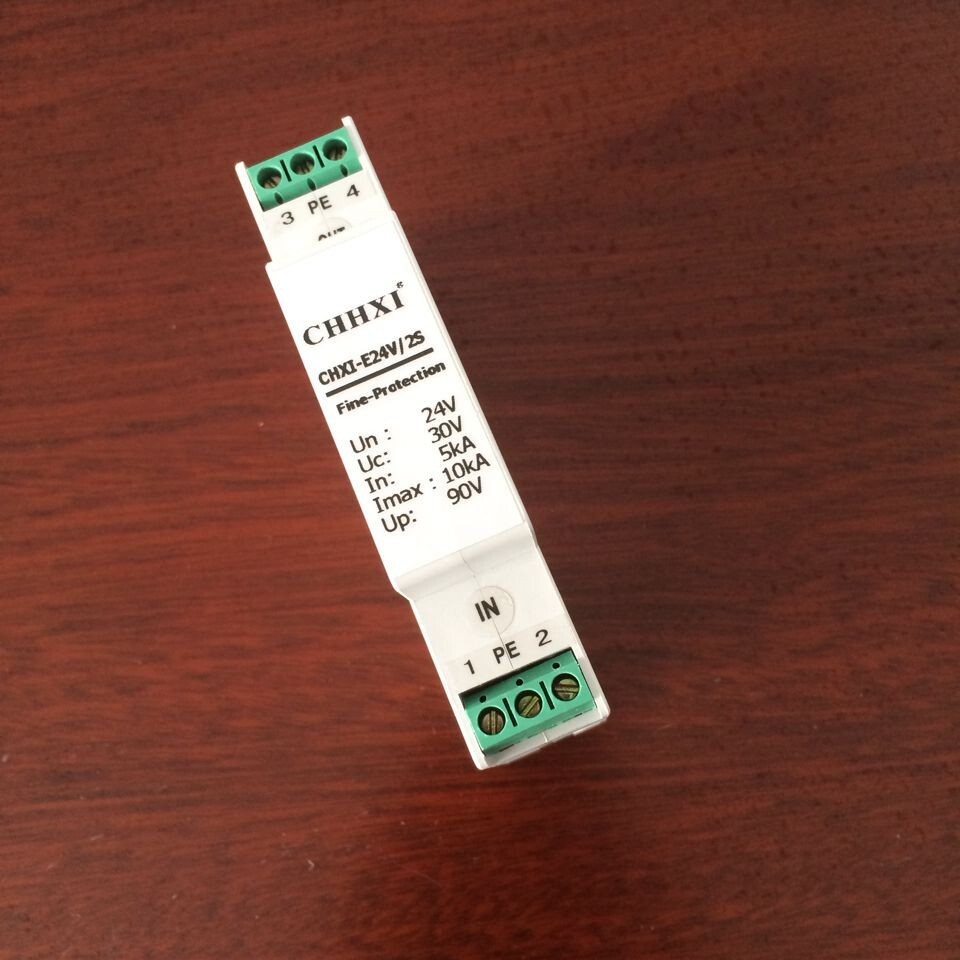 3 PE 4
OUT
CHHXI®
CHXI-E24V/2S
Fine-Protection
Un : 24V
Uc: 30V
In: 5kA
Imax : 10kA
Up: 90V
IN
1 PE 2